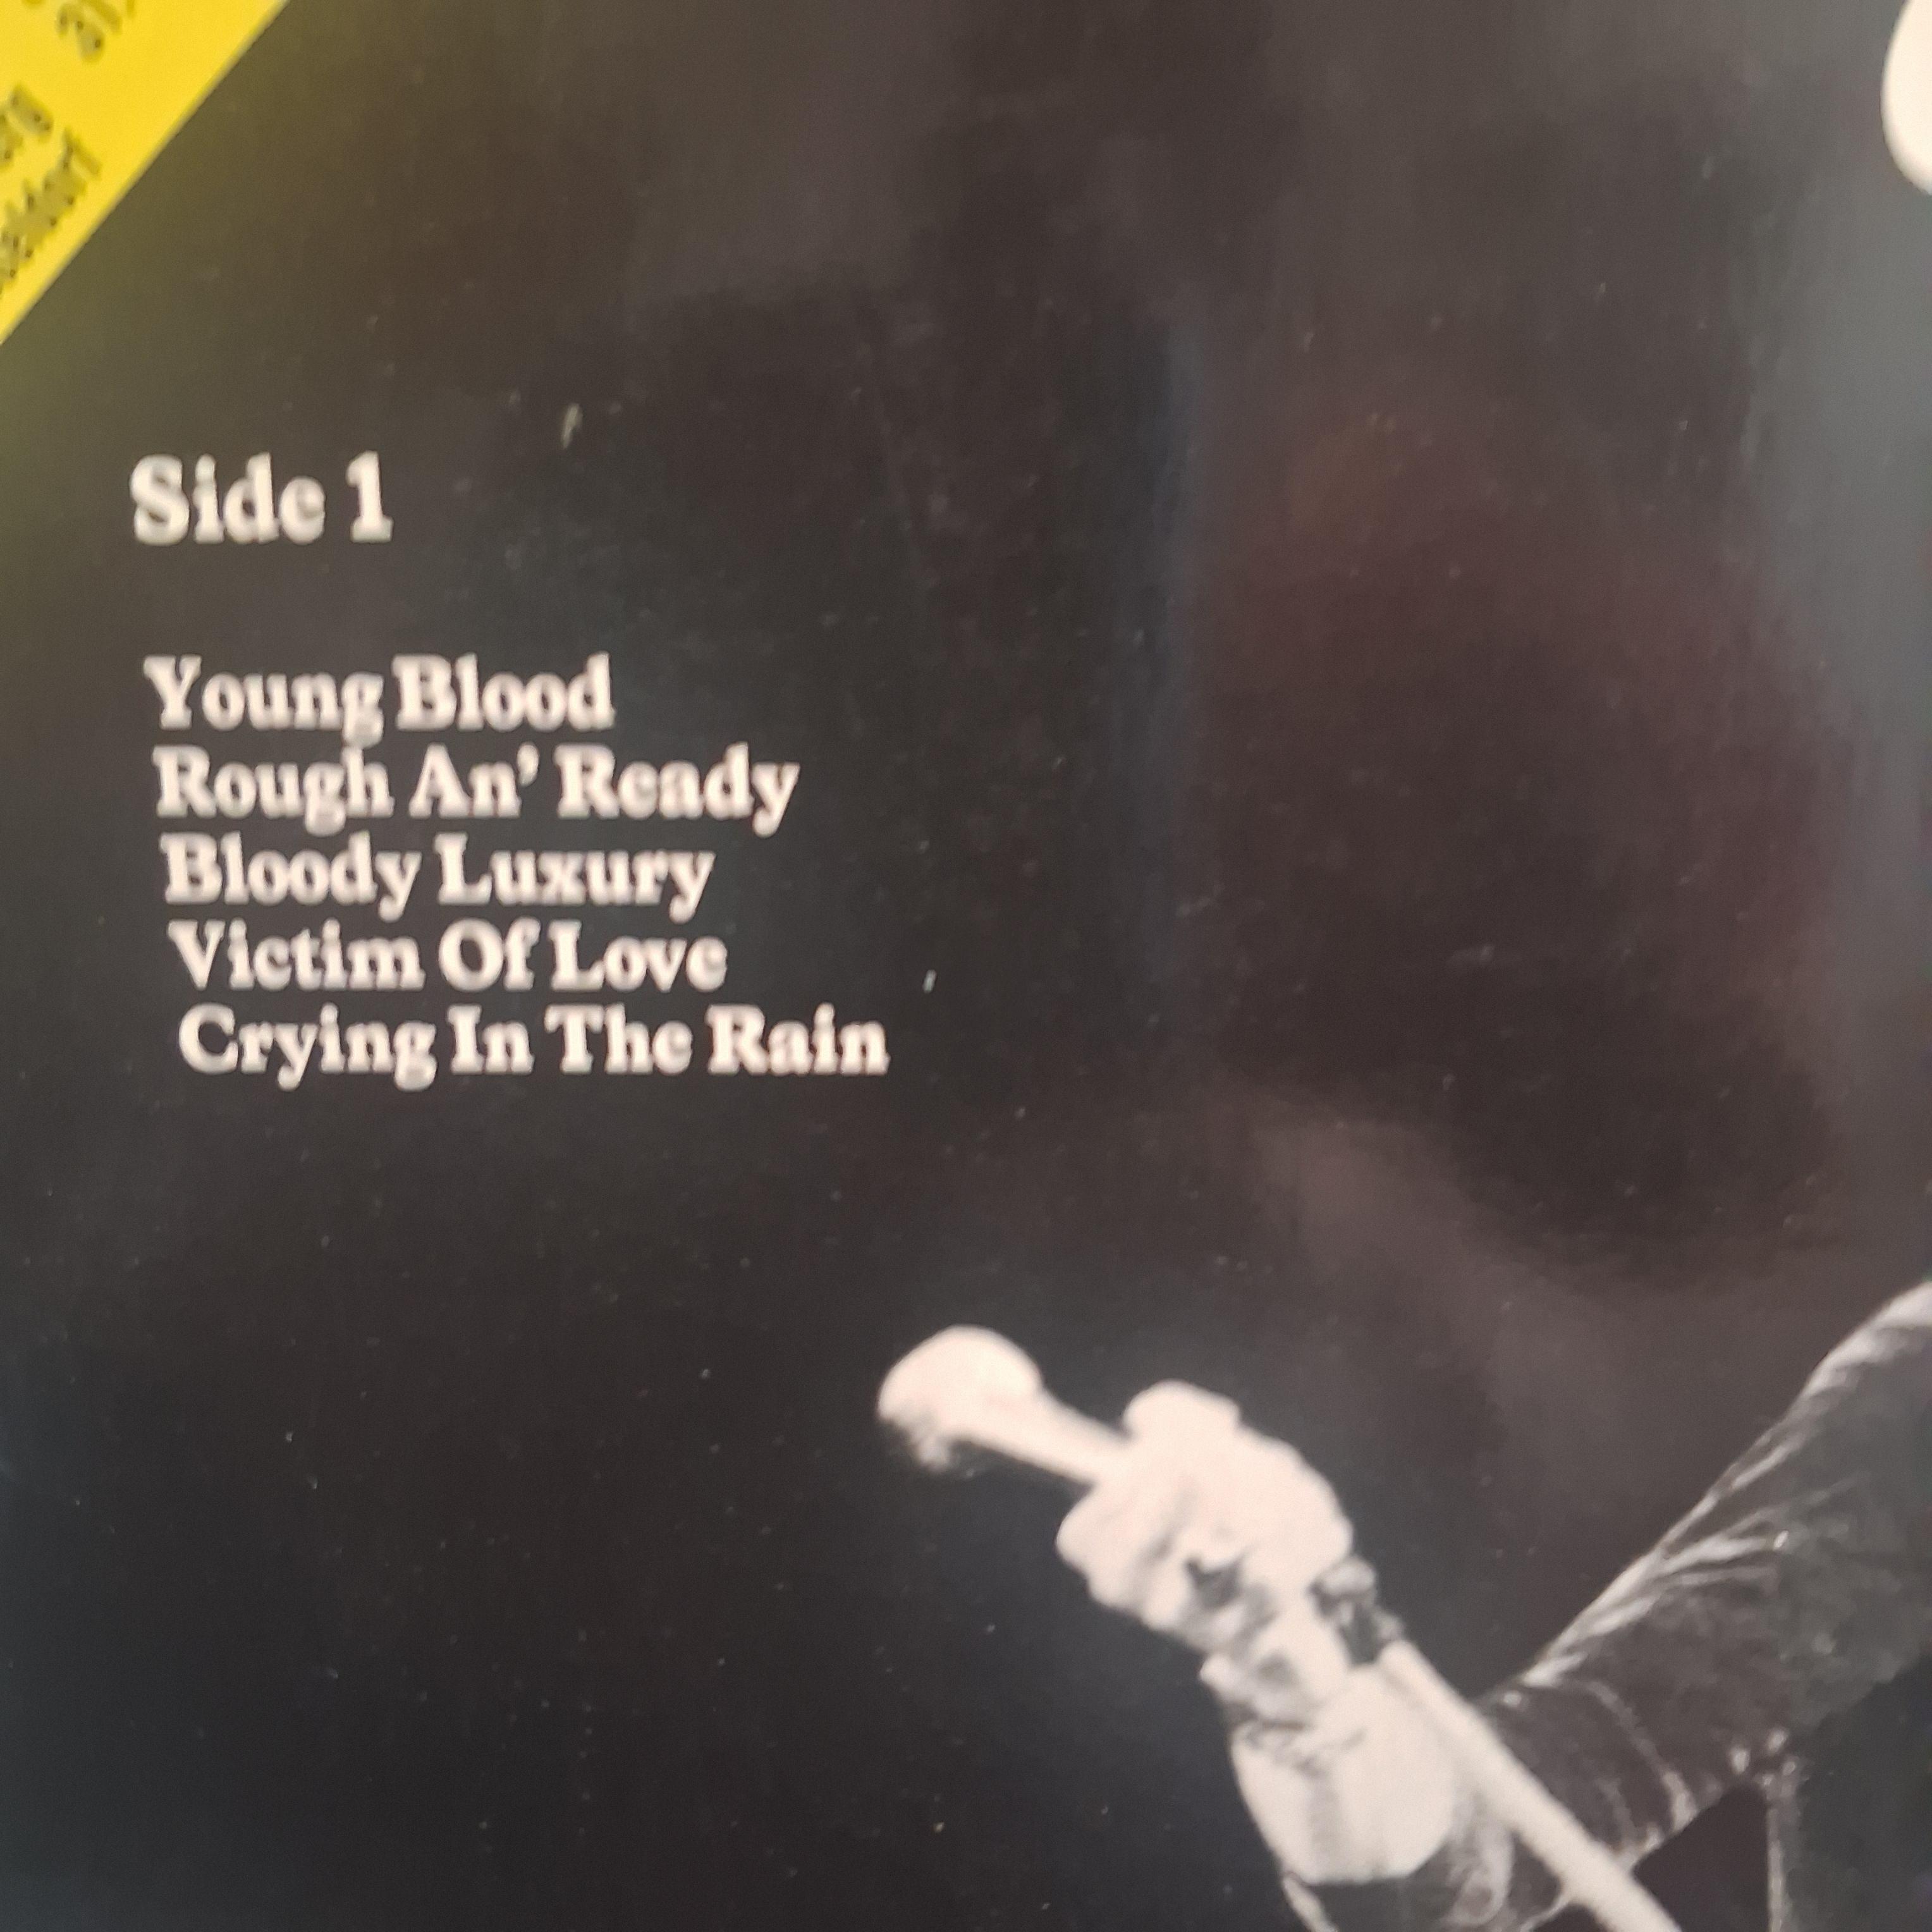 Side 1
Young Blood
Rough An' Ready
Bloody Luxury
Victim Of Love
Crying In The Rain